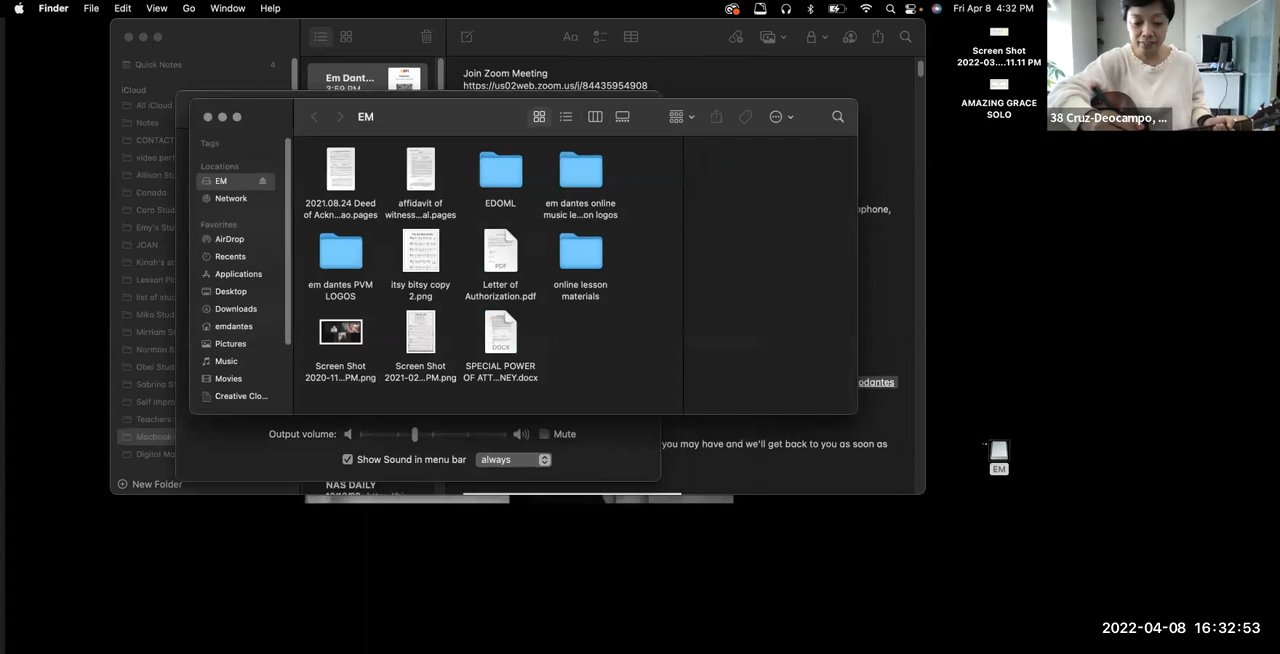 Finder File Edit View Go Window Help
Fri Apr 8 4:32 PM
Screen Shot
2022-03....11.11 PM
AMAZING GRACE
SOLO
38 Cruz-Deocampo, ...
Quick Notes 4
iCloud
All iCloud
Notes
CONTACT
video perf
Allison St
Canada
Cara Stud
Emy's Stu
JOAN
Kinah's st
Lesson Pl
list of stud
Mika Stud
Mirriam St
Norman St
Obel Stud
Sabrina St
Self Impro
Teachers
Macbook
Digital Ma
New Folder
Em Dant...
3:59 PM
Aa
Join Zoom Meeting
https://us02web.zoom.us/j/84435954908
EM
Tags
Locations
EM
Network
Favorites
AirDrop
Recents
Applications
Desktop
Downloads
emdantes
Pictures
Music
Movies
Creative Clo...
2021.08.24 Deed
of Ackn...ao.pages
affidavit of
witness...al.pages
EDOML
em dantes online
music le...on logos
em dantes PVM
LOGOS
itsy bitsy copy
2.png
PDF
Letter of
Authorization.pdf
online lesson
materials
Screen Shot
2020-11...PM.png
Screen Shot
2021-02...PM.png
DOCX
SPECIAL POWER
OF ATT...NEY.docx
ophone,
odantes
Output volume: Mute
you may have and we'll get back to you as soon as
Show Sound in menu bar always
NAS DAILY
EM
2022-04-08 16:32:53